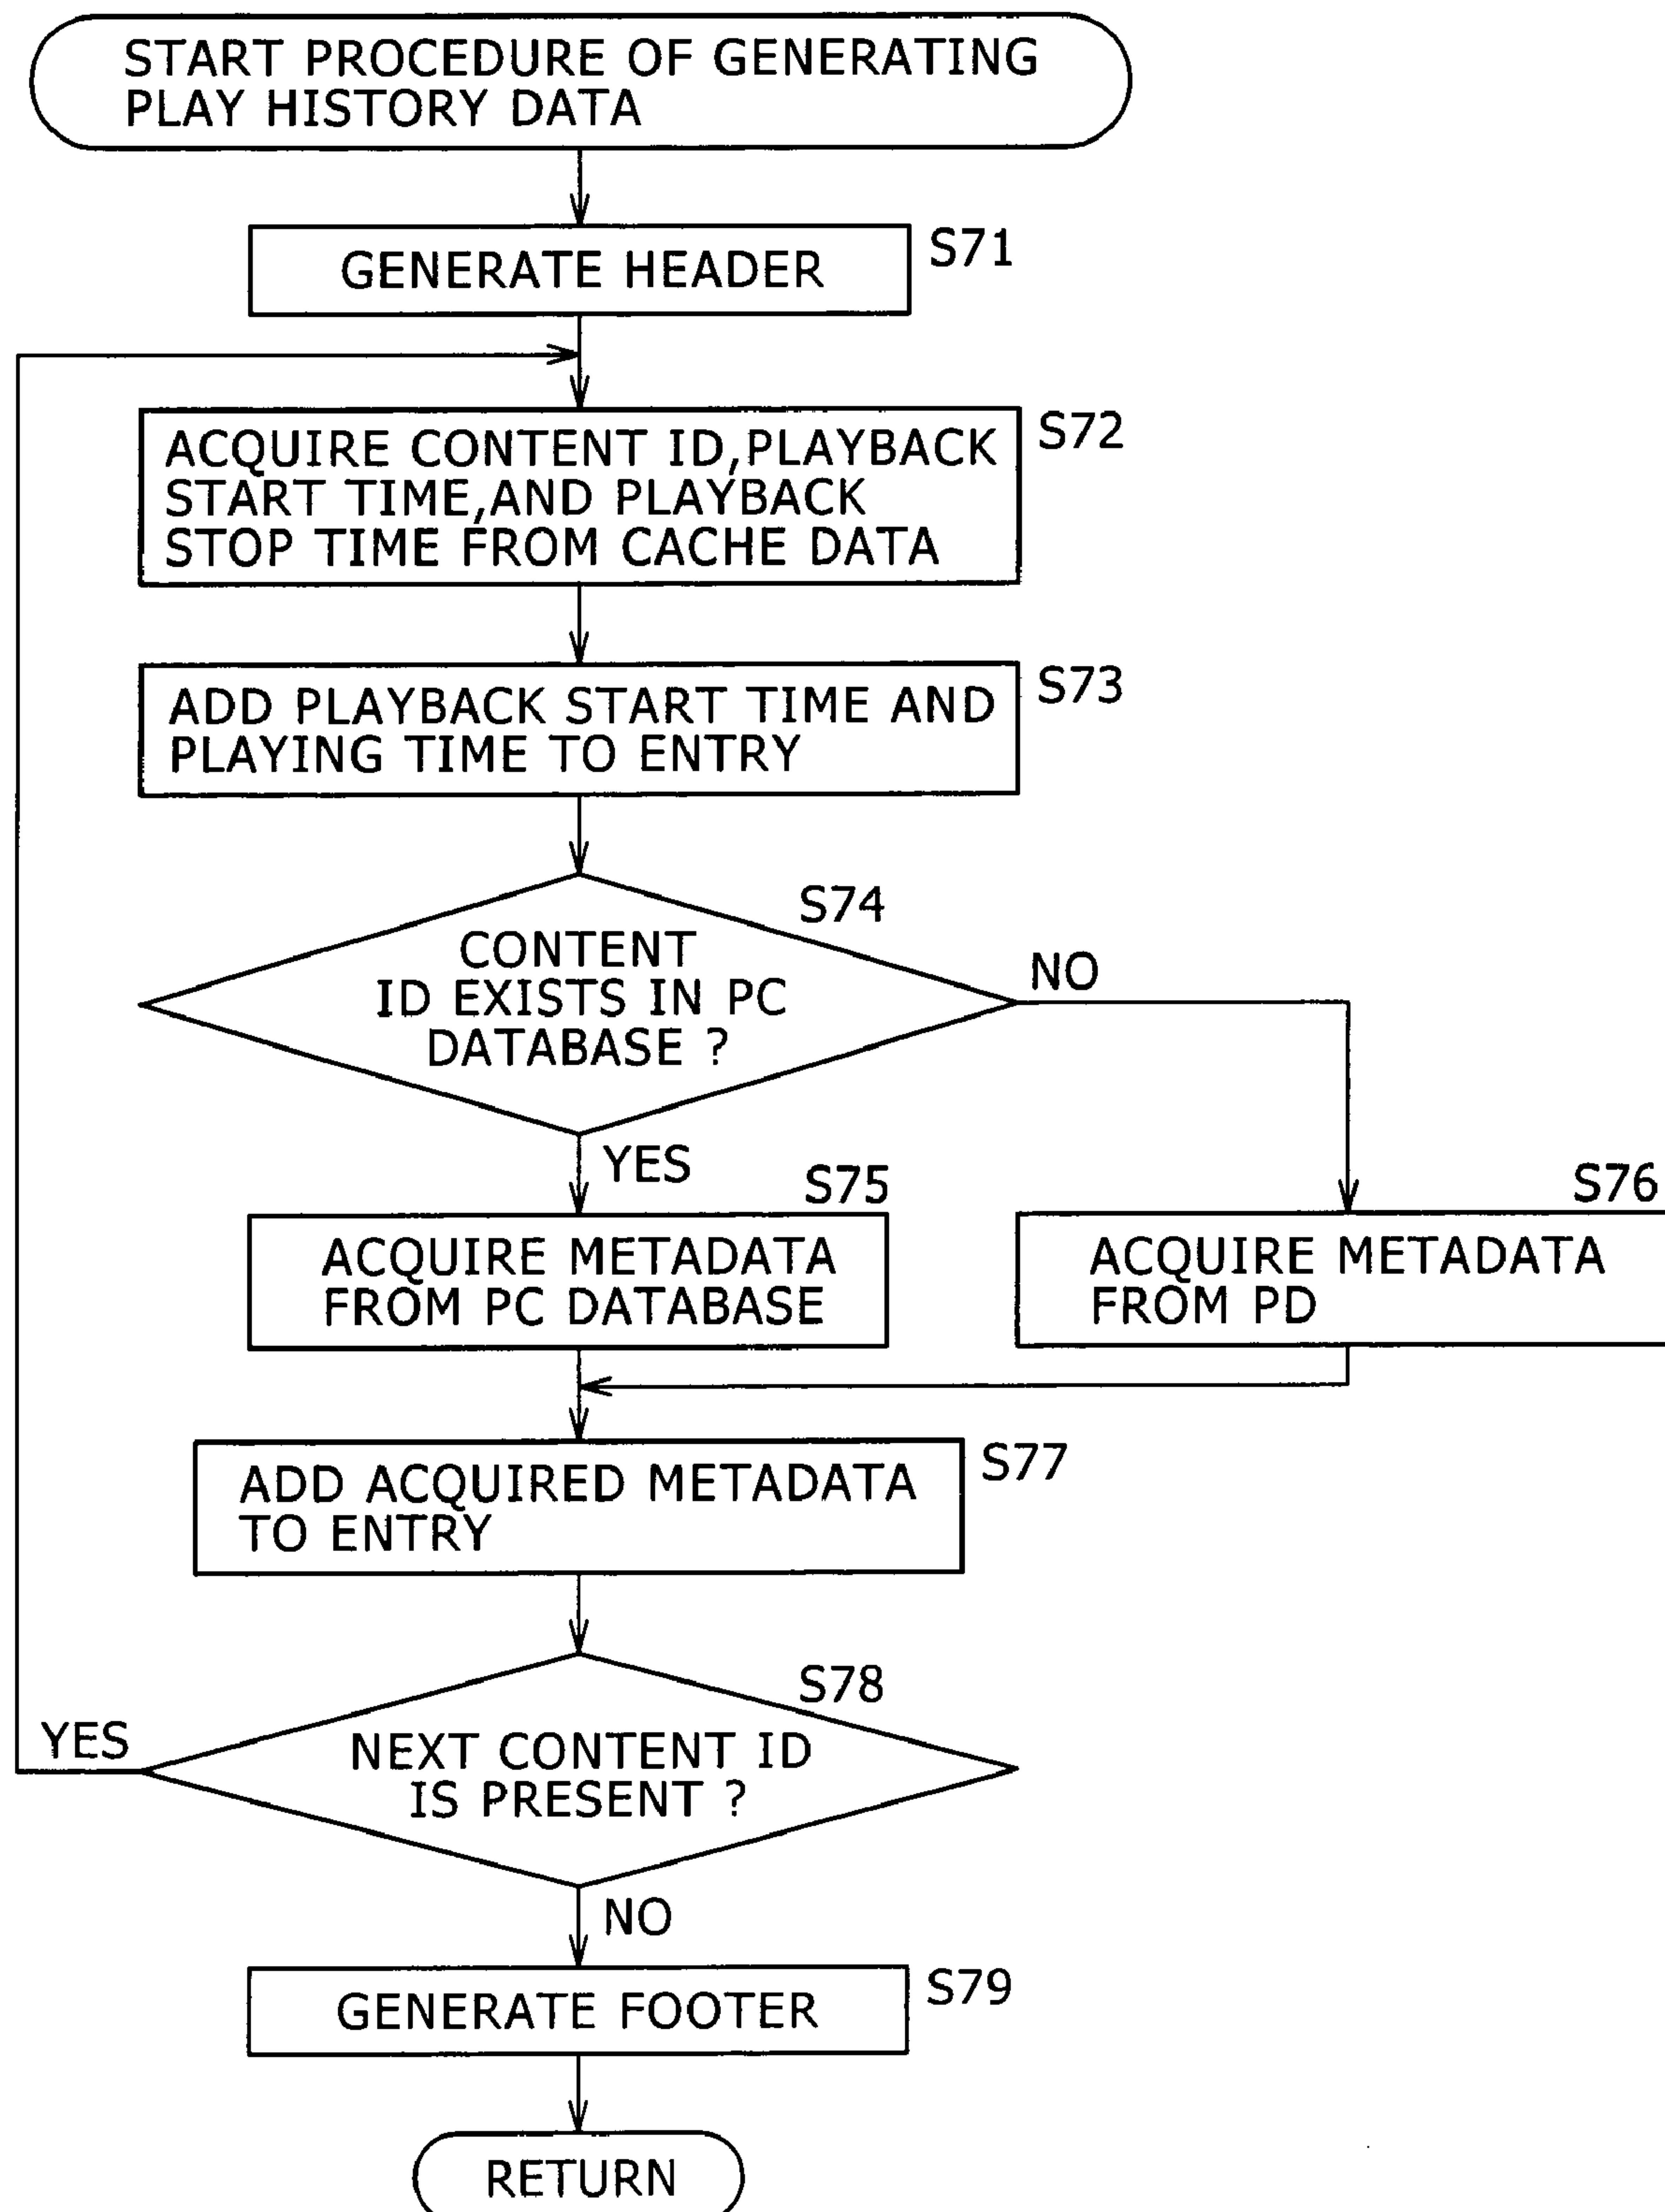 START PROCEDURE OF GENERATING
PLAY HISTORY DATA
GENERATE HEADER
S71
ACQUIRE CONTENT ID,PLAYBACK
START TIME,AND PLAYBACK
STOP TIME FROM CACHE DATA
S72
ADD PLAYBACK START TIME AND
PLAYING TIME TO ENTRY
S73
S74
CONTENT
ID EXISTS IN PC
DATABASE ?
NO
YES
S75
ACQUIRE METADATA
FROM PC DATABASE
S76
ACQUIRE METADATA
FROM PD
ADD ACQUIRED METADATA
TO ENTRY
S77
S78
NEXT CONTENT ID
IS PRESENT ?
YES
NO
GENERATE FOOTER
S79
RETURN